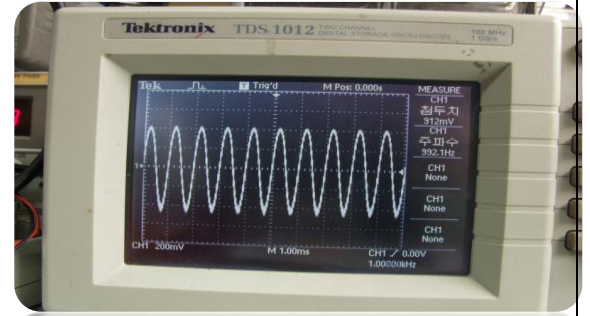 Tektronix TDS 1012 TWO CHANNEL DIGITAL STORAGE OSCILLOSCOPE 100 MHz 1 GS/s
Tek T Trig'd M Pos: 0.000s MEASURE
CH1
첨두치
912mV
CH1
주파수
992.1Hz
CH1
None
CH1
None
CH1
None
1
CH1 200mV M 1.00ms CH1 0.00V
1.00000kHz